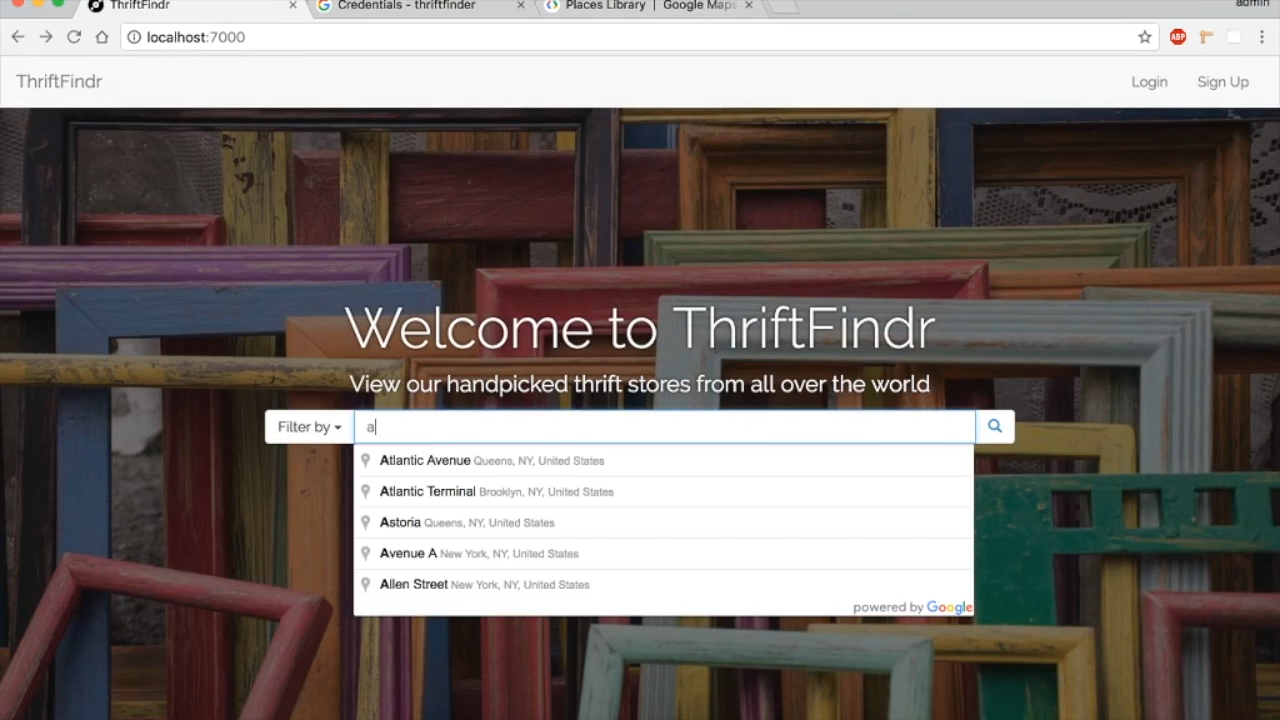 ThriftFindr
Credentials - thriftfinder
Places Library | Google Maps
admin
localhost:7000
ABP
ThriftFindr
Login
Sign Up
Welcome to ThriftFindr
View our handpicked thrift stores from all over the world
Filter by
a
Atlantic Avenue Queens, NY, United States
Atlantic Terminal Brooklyn, NY, United States
Astoria Queens, NY, United States
Avenue A New York, NY, United States
Allen Street New York, NY, United States
powered by Google